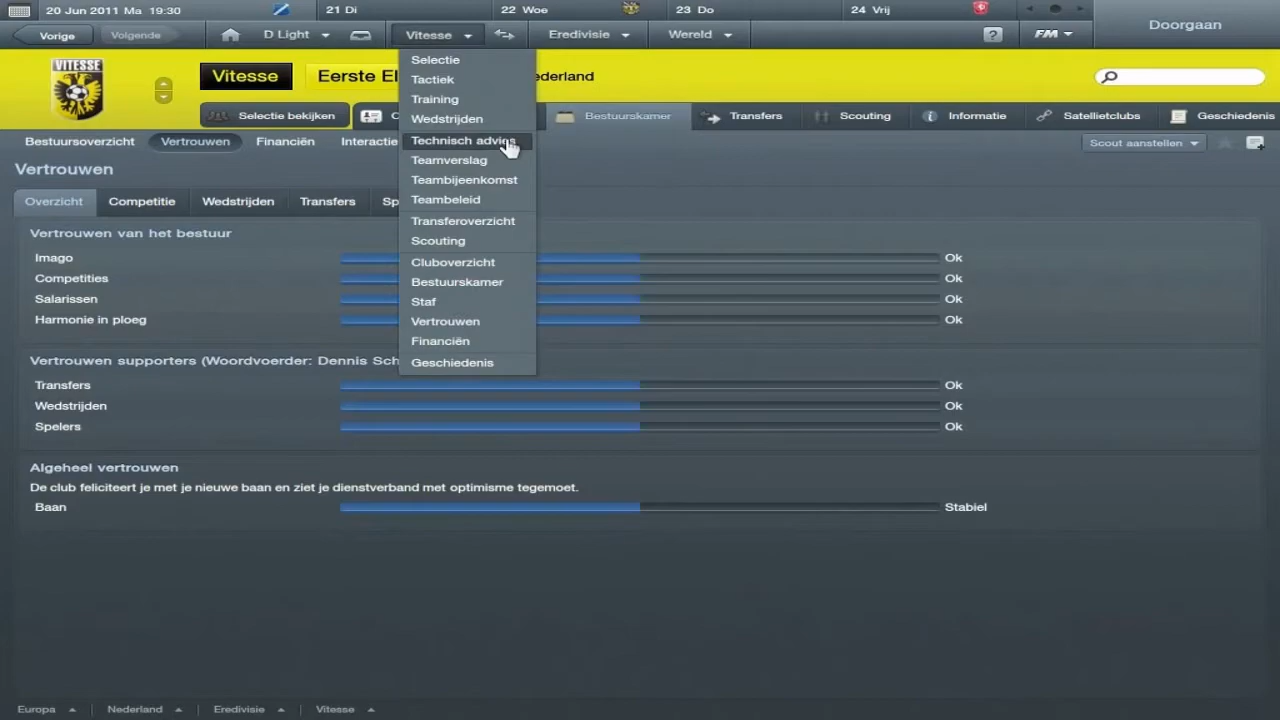 20 Jun 2011 Ma 19:30
21 Di
22 Woe
23 Do
24 Vrij
Doorgaan
Vorige
Volgende
D Light
Vitesse
Eredivisie
Wereld
?
FM
VITESSE
Vitesse
Eerste El
ederland
Selectie bekijken
C
Bestuurskamer
Transfers
Scouting
Informatie
Satellietclubs
Geschiedenis
Bestuursoverzicht
Vertrouwen
Financiën
Interactie
Scout aanstellen
Selectie
Tactiek
Training
Wedstrijden
Technisch advies
Teamverslag
Teambijeenkomst
Teambeleid
Transferoverzicht
Scouting
Cluboverzicht
Bestuurskamer
Staf
Vertrouwen
Financiën
Geschiedenis
Vertrouwen
Overzicht
Competitie
Wedstrijden
Transfers
Sp
Vertrouwen van het bestuur
Imago Ok
Competities Ok
Salarissen Ok
Harmonie in ploeg Ok
Vertrouwen supporters (Woordvoerder: Dennis Sch
Transfers Ok
Wedstrijden Ok
Spelers Ok
Algeheel vertrouwen
De club feliciteert je met je nieuwe baan en ziet je dienstverband met optimisme tegemoet.
Baan Stabiel
Europa
Nederland
Eredivisie
Vitesse